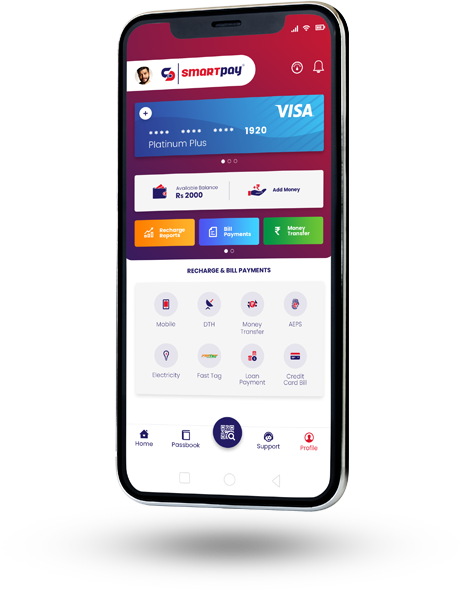 SMARTPAY
VISA
**** **** **** 1920
Platinum Plus
Available Balance
Rs 2000
Add Money
Recharge
Reports
Bill
Payments
₹
Money
Transfer
RECHARGE & BILL PAYMENTS
Mobile
DTH
Money
Transfer
AEPS
Electricity
Fast Tag
Loan
Payment
Credit
Card Bill
Home
Passbook
Support
Profile